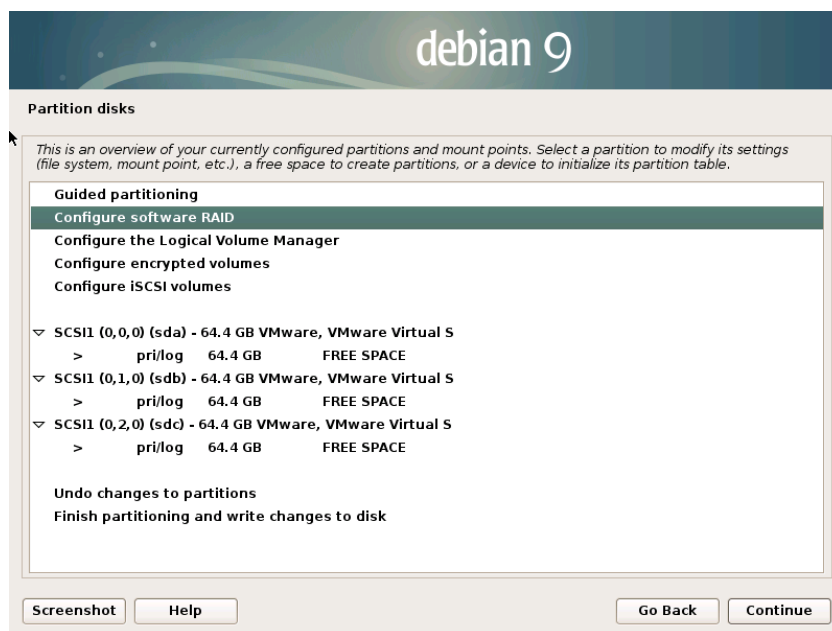 debian 9
Partition disks
This is an overview of your currently configured partitions and mount points. Select a partition to modify its settings
(file system, mount point, etc.), a free space to create partitions, or a device to initialize its partition table.
Guided partitioning
Configure software RAID
Configure the Logical Volume Manager
Configure encrypted volumes
Configure iSCSI volumes
SCSI1 (0,0,0) (sda) - 64.4 GB VMware, VMware Virtual S
> pri/log 64.4 GB FREE SPACE
SCSI1 (0,1,0) (sdb) - 64.4 GB VMware, VMware Virtual S
> pri/log 64.4 GB FREE SPACE
SCSI1 (0,2,0) (sdc) - 64.4 GB VMware, VMware Virtual S
> pri/log 64.4 GB FREE SPACE
Undo changes to partitions
Finish partitioning and write changes to disk
Screenshot Help Go Back Continue